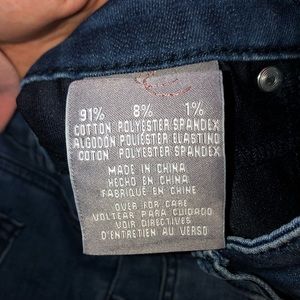 91% 8% 1%
COTTON POLYESTER SPANDEX
ALGODÓN POLIÉSTER ELASTINO
COTON POLYESTER SPANDEX
MADE IN CHINA
HECHO EN CHINA
FABRIQUÉ EN CHINE
OVER FOR CARE
VOLTEAR PARA CUIDADO
VOIR DIRECTIVES
D'ENTRETIEN AU VERSO